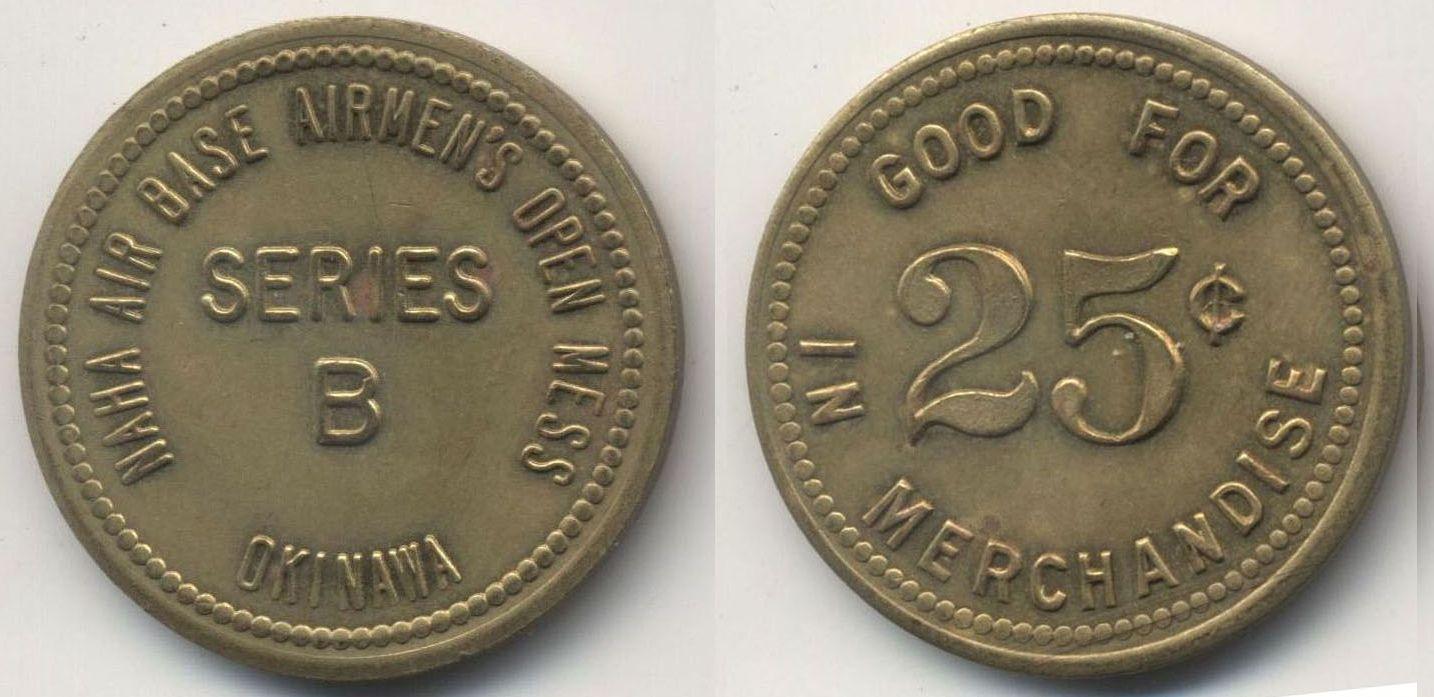 NAHA AIR BASE AIRMEN'S OPEN MESS
SERIES
B
OKINAWA
GOOD FOR
25¢
IN MERCHANDISE